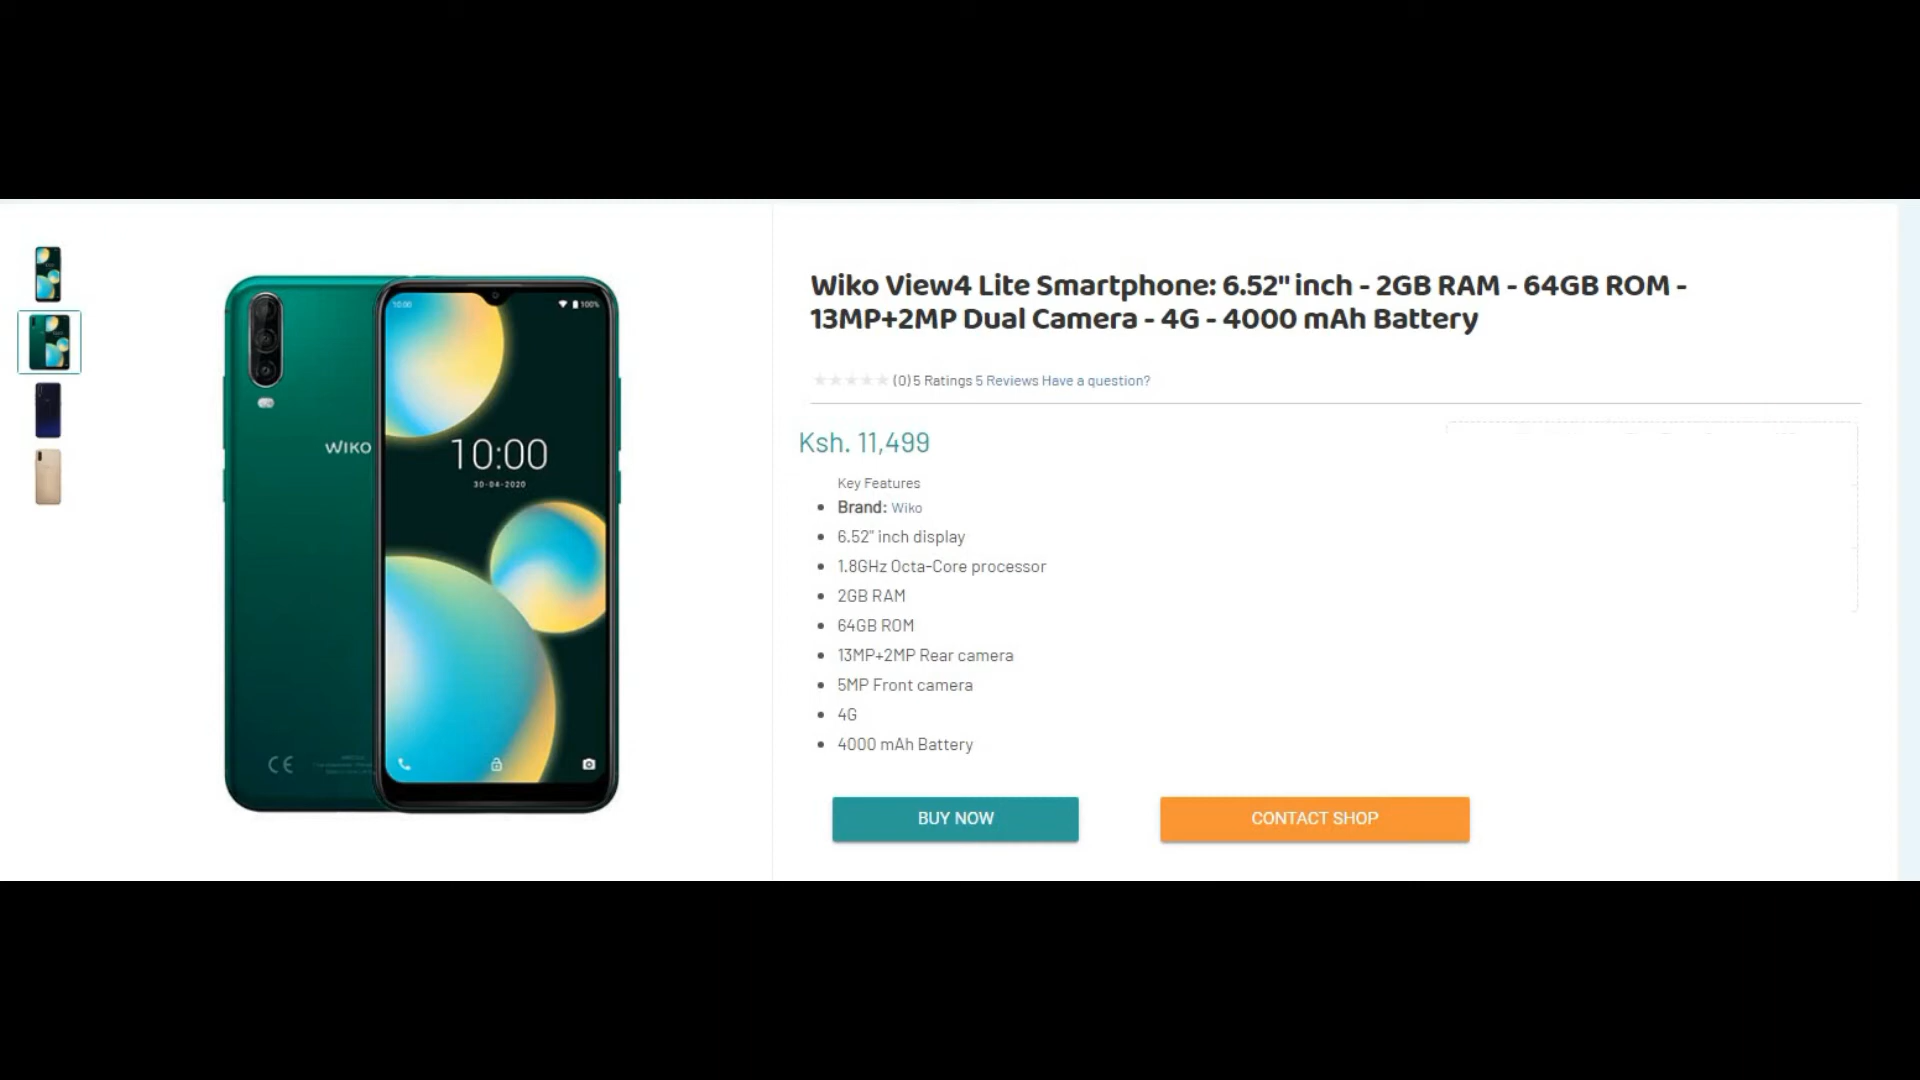 Wiko View4 Lite Smartphone: 6.52" inch - 2GB RAM - 64GB ROM -
13MP+2MP Dual Camera - 4G - 4000 mAh Battery
(0) 5 Ratings 5 Reviews Have a question?
Ksh. 11,499
Key Features
Brand: Wiko
6.52" inch display
1.8GHz Octa-Core processor
2GB RAM
64GB ROM
13MP+2MP Rear camera
5MP Front camera
4G
4000 mAh Battery
BUY NOW
CONTACT SHOP
WIKO
CE
10:00
100%
10:00
30-04-2020